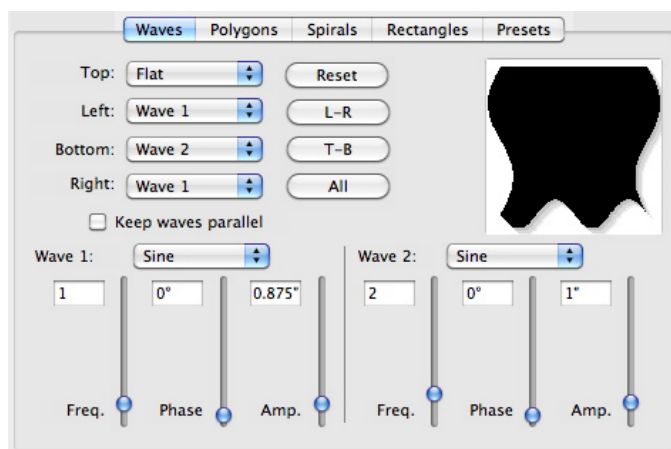 Waves Polygons Spirals Rectangles Presets
Top: Flat Reset
Left: Wave 1 L-R
Bottom: Wave 2 T-B
Right: Wave 1 All
Keep waves parallel
Wave 1: Sine Wave 2: Sine
1 0° 0.875" 2 0° 1"
Freq. Phase Amp. Freq. Phase Amp.